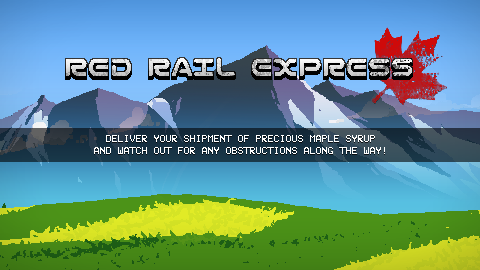 RED RAIL EXPRESS
DELIVER YOUR SHIPMENT OF PRECIOUS MAPLE SYRUP
AND WATCH OUT FOR ANY OBSTRUCTIONS ALONG THE WAY!